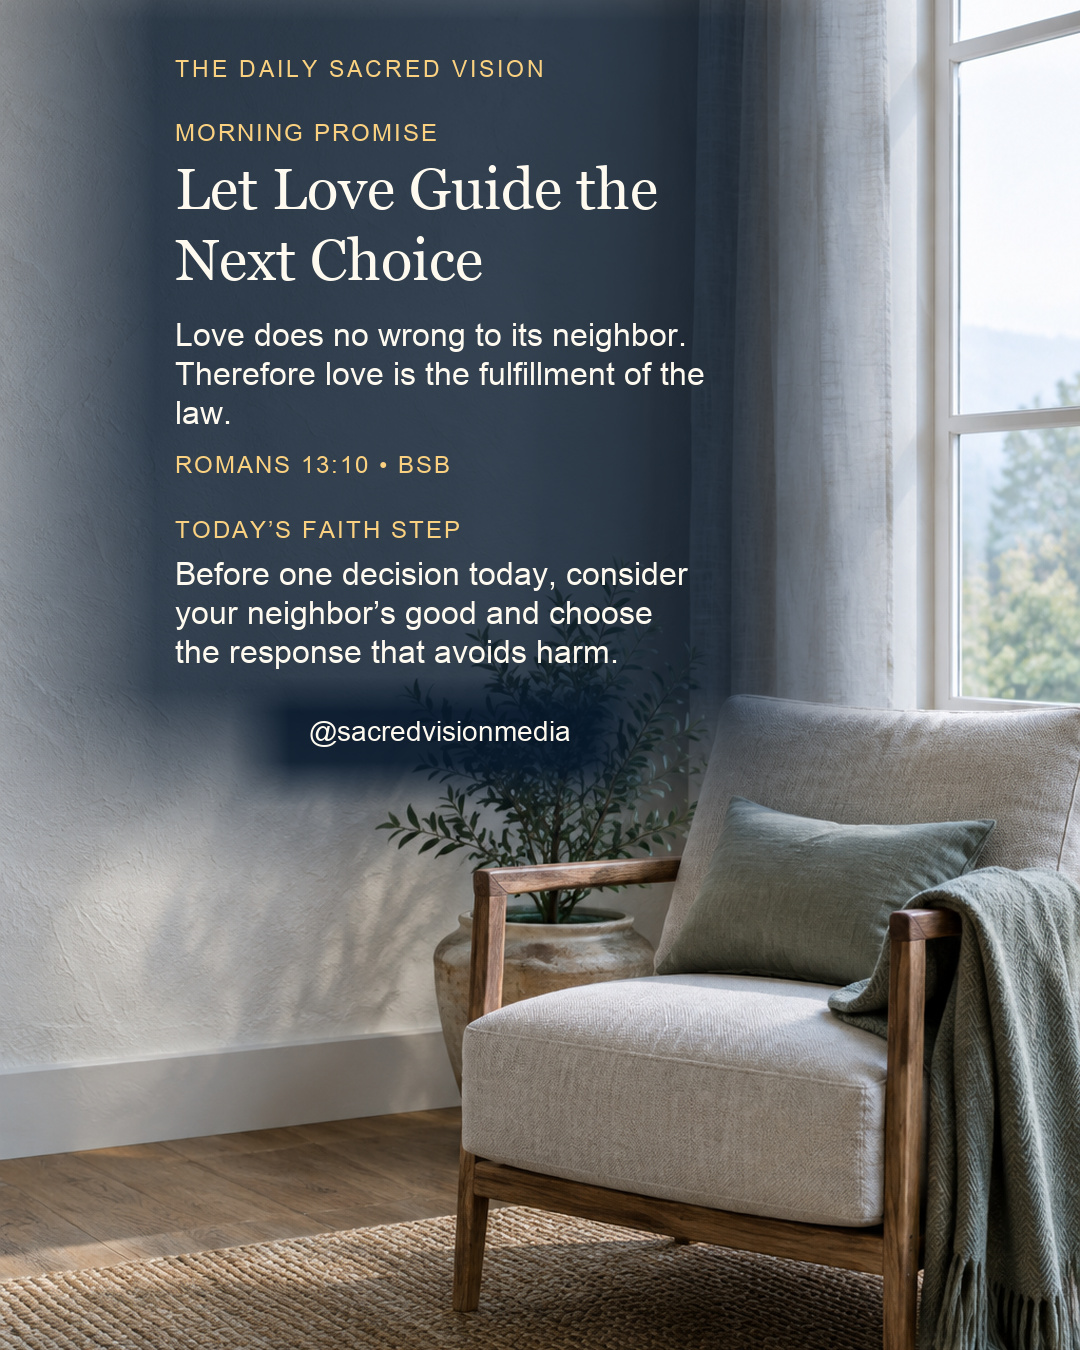 THE DAILY SACRED VISION
MORNING PROMISE
Let Love Guide the
Next Choice
Love does no wrong to its neighbor.
Therefore love is the fulfillment of the
law.
ROMANS 13:10 • BSB
TODAY’S FAITH STEP
Before one decision today, consider
your neighbor’s good and choose
the response that avoids harm.
@sacredvisionmedia